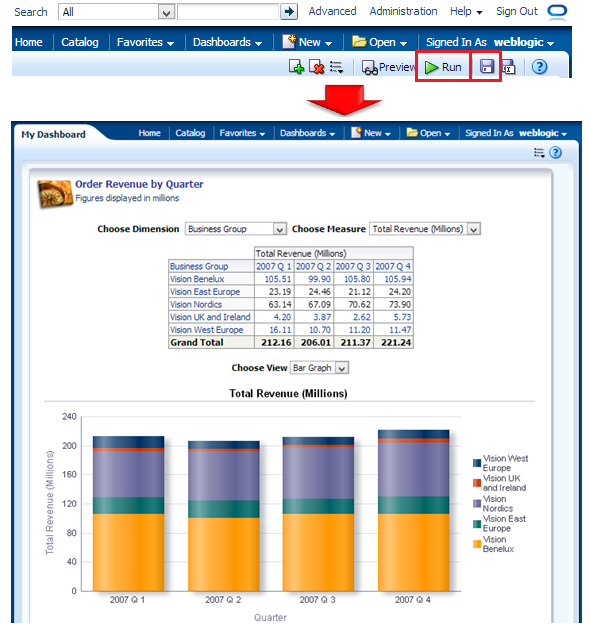 Search All Advanced Administration Help Sign Out
Home Catalog Favorites Dashboards New Open Signed In As weblogic
Preview Run
My Dashboard Home Catalog Favorites Dashboards New Open Signed In As weblogic
Order Revenue by Quarter
Figures displayed in millions
Choose Dimension Business Group Choose Measure Total Revenue (Millions)
Total Revenue (Millions)
Business Group 2007 Q 1 2007 Q 2 2007 Q 3 2007 Q 4
Vision Benelux 105.51 99.90 105.80 105.94
Vision East Europe 23.19 24.46 21.12 24.20
Vision Nordics 63.14 67.09 70.62 73.90
Vision UK and Ireland 4.20 3.87 2.62 5.73
Vision West Europe 16.11 10.70 11.20 11.47
Grand Total 212.16 206.01 211.37 221.24
Choose View Bar Graph
Total Revenue (Millions)
Total Revenue (Millions)
240
200
160
120
80
40
0
2007 Q 1 2007 Q 2 2007 Q 3 2007 Q 4
Quarter
Vision West
Europe
Vision UK
and Ireland
Vision
Nordics
Vision East
Europe
Vision
Benelux